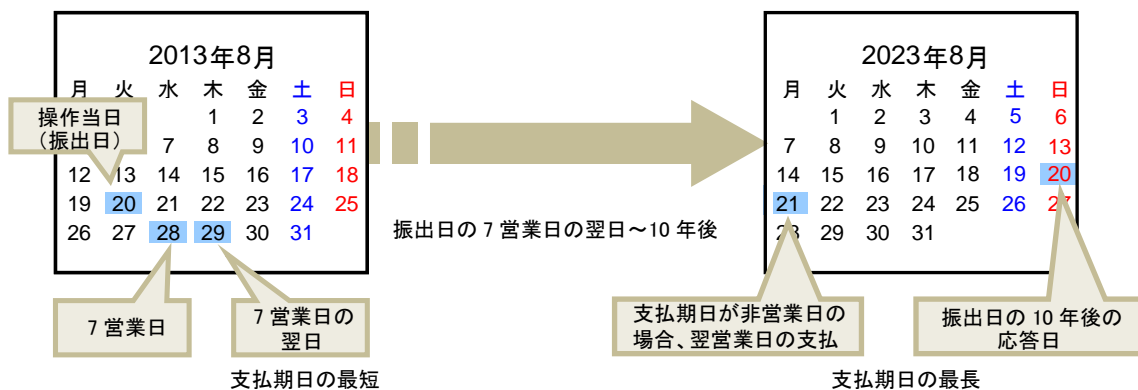 2013年8月
月 火 水 木 金 土 日
1 2 3 4
7 8 9 10 11
12 13 14 15 16 17 18
19 20 21 22 23 24 25
26 27 28 29 30 31
操作当日
(振出日)
7 営業日
7 営業日の
翌日
支払期日の最短
振出日の 7 営業日の翌日～10 年後
2023年8月
月 火 水 木 金 土 日
1 2 3 4 5 6
7 8 9 10 11 12 13
14 15 16 17 18 19 20
21 22 23 24 25 26 27
28 29 30 31
支払期日が非営業日の
場合、翌営業日の支払
振出日の 10 年後の
応答日
支払期日の最長